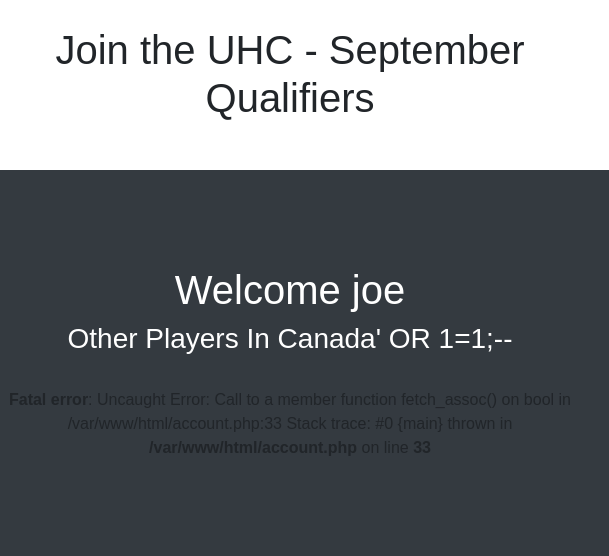 Join the UHC - September
Qualifiers
Welcome joe
Other Players In Canada' OR 1=1;--
Fatal error: Uncaught Error: Call to a member function fetch_assoc() on bool in
/var/www/html/account.php:33 Stack trace: #0 {main} thrown in
/var/www/html/account.php on line 33